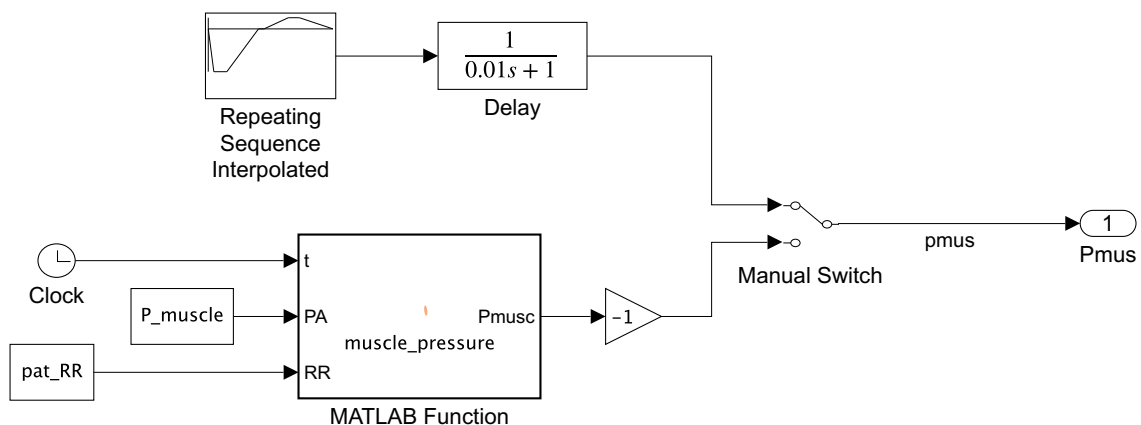 1
0.01s + 1
Delay
Repeating
Sequence
Interpolated
1
pmus
Pmus
Manual Switch
t
Clock
P_muscle
PA
Pmusc
-1
muscle_pressure
pat_RR
RR
MATLAB Function